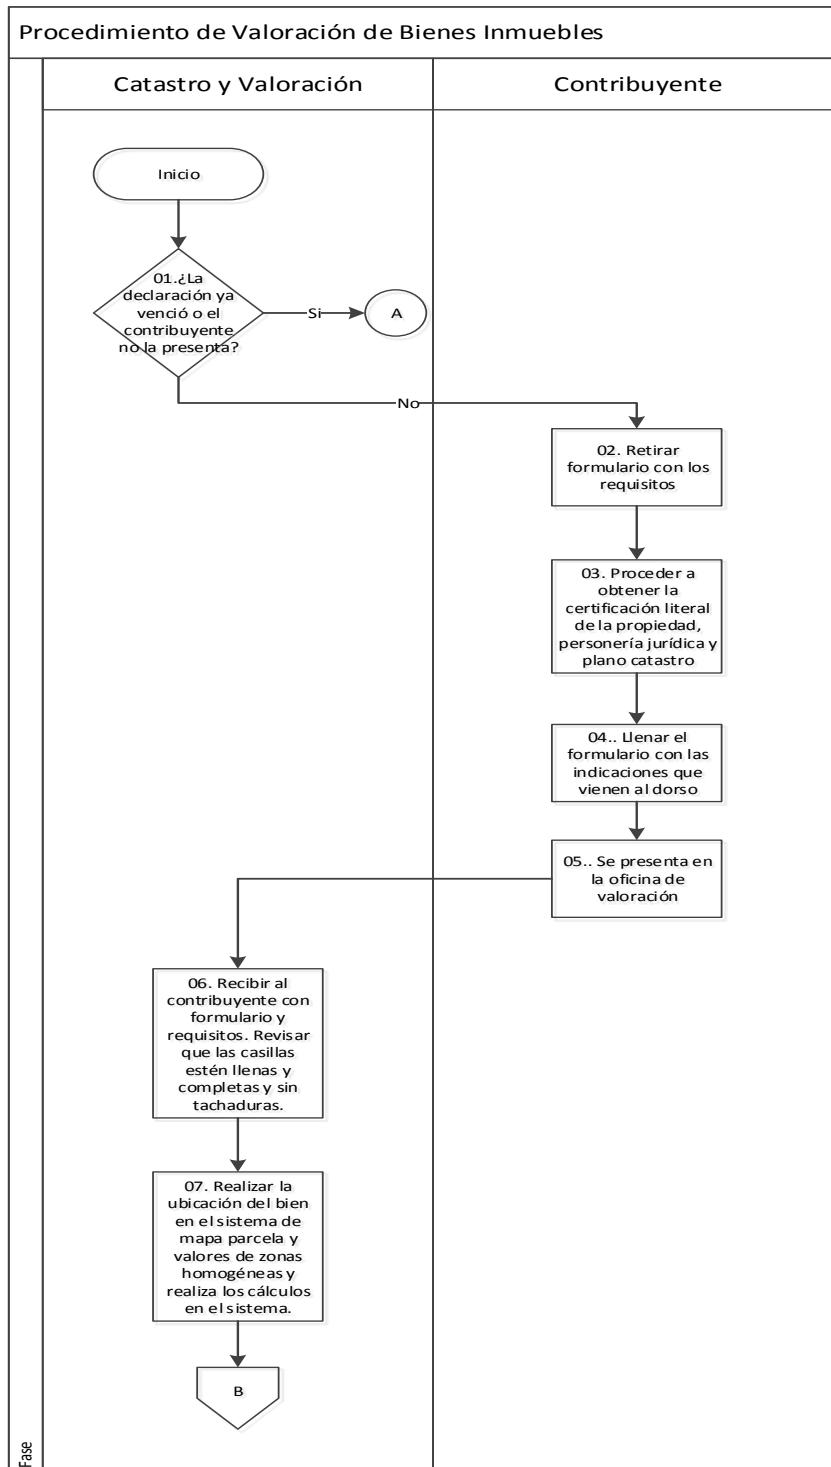 Procedimiento de Valoración de Bienes Inmuebles
Catastro y Valoración
Contribuyente
Inicio
01.¿La
declaración ya
venció o el
contribuyente
no la presenta?
Si
A
No
02. Retirar
formulario con los
requisitos
03. Proceder a
obtener la
certificación literal
de la propiedad,
personería jurídica y
plano catastro
04.. Llenar el
formulario con las
indicaciones que
vienen al dorso
05.. Se presenta en
la oficina de
valoración
06. Recibir al
contribuyente con
formulario y
requisitos. Revisar
que las casillas
estén llenas y
completas y sin
tachaduras.
07. Realizar la
ubicación del bien
en el sistema de
mapa parcela y
valores de zonas
homogéneas y
realiza los cálculos
en el sistema.
B
Fase